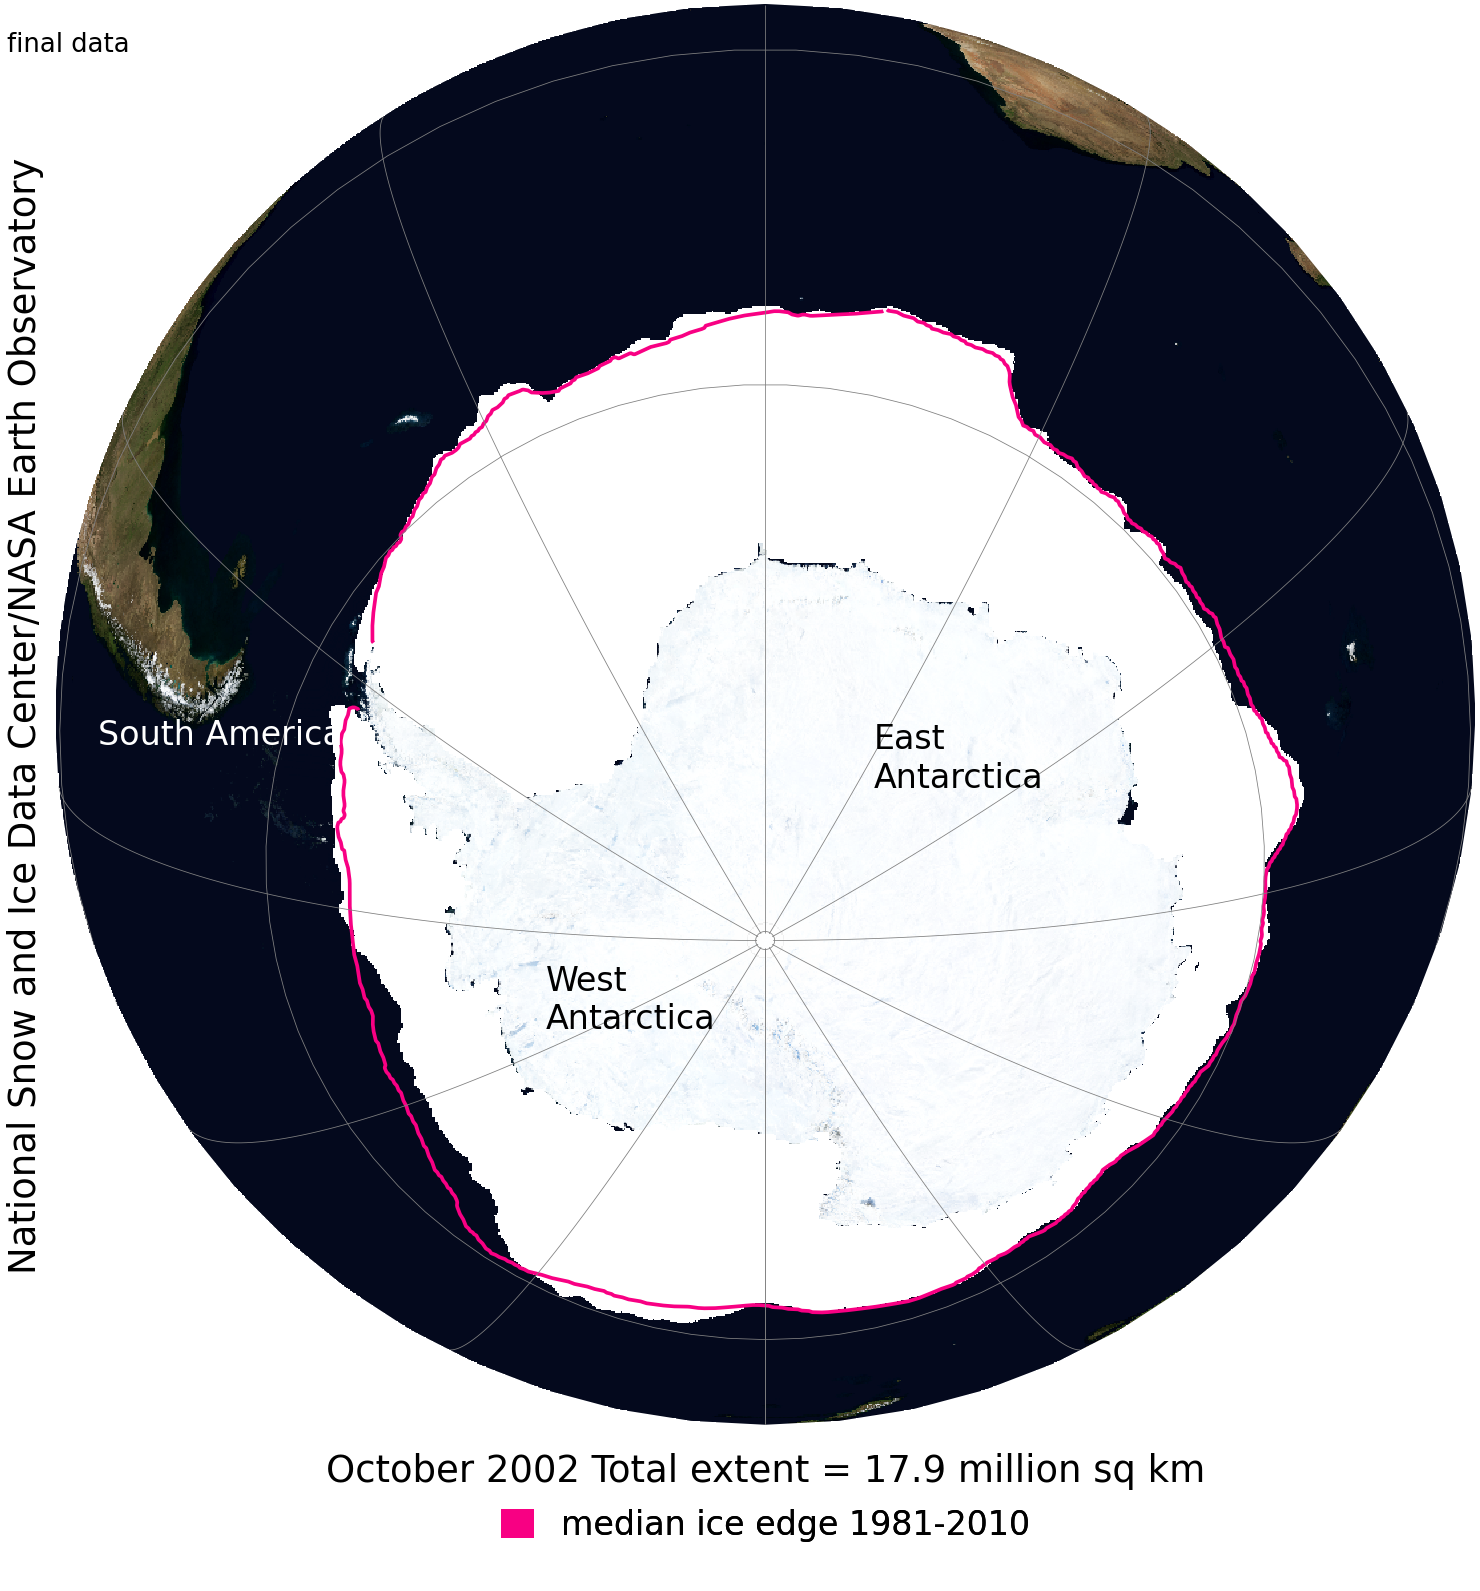 final data
National Snow and Ice Data Center/NASA Earth Observatory
South America
East
Antarctica
West
Antarctica
October 2002 Total extent = 17.9 million sq km
median ice edge 1981-2010